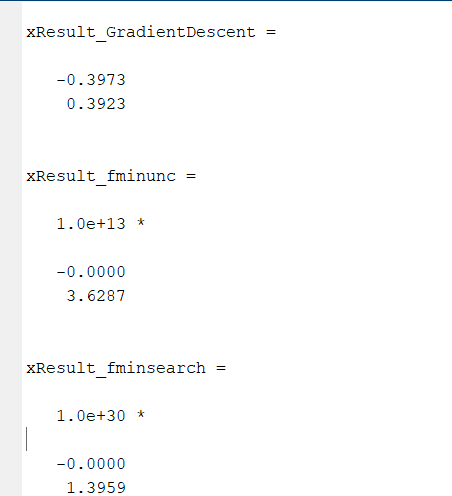 xResult_GradientDescent =
-0.3973
0.3923
xResult_fminunc =
1.0e+13 *
-0.0000
3.6287
xResult_fminsearch =
1.0e+30 *
-0.0000
1.3959